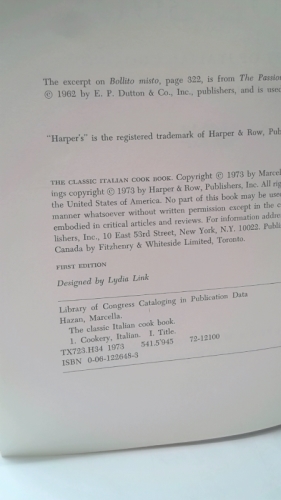 The excerpt on Bollito misto, page 322, is from The Passion
© 1962 by E. P. Dutton & Co., Inc., publishers, and is used
"Harper's" is the registered trademark of Harper & Row, Pub
THE CLASSIC ITALIAN COOK BOOK. Copyright © 1973 by Marcel
ings copyright © 1973 by Harper & Row, Publishers, Inc. All rig
the United States of America. No part of this book may be used
manner whatsoever without written permission except in the c
embodied in critical articles and reviews. For information addre
lishers, Inc., 10 East 53rd Street, New York, N.Y. 10022. Publi
Canada by Fitzhenry & Whiteside Limited, Toronto.
FIRST EDITION
Designed by Lydia Link
Library of Congress Cataloging in Publication Data
Hazan, Marcella.
The classic Italian cook book.
1. Cookery, Italian. I. Title.
TX723.H34 1973 541.5'945 72-12100
ISBN 0-06-122648-3